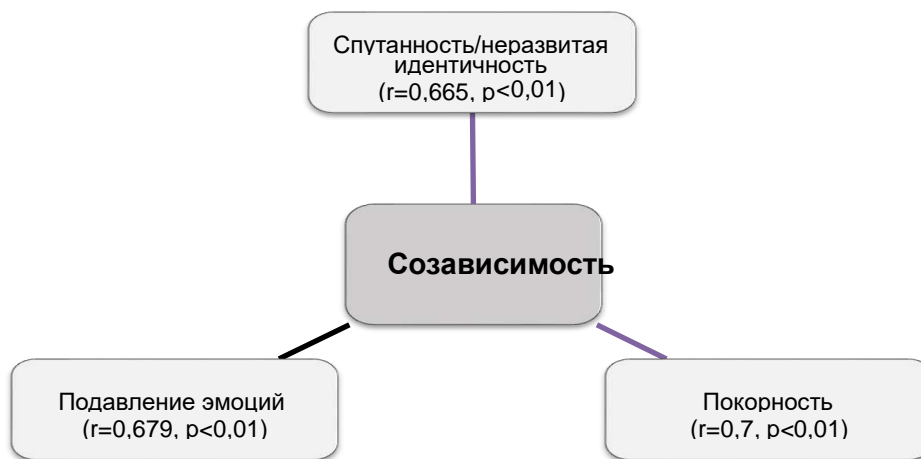 Спутанность/неразвитая
идентичность
(r=0,665, p<0,01)
Созависимость
Подавление эмоций
(r=0,679, p<0,01)
Покорность
(r=0,7, p<0,01)